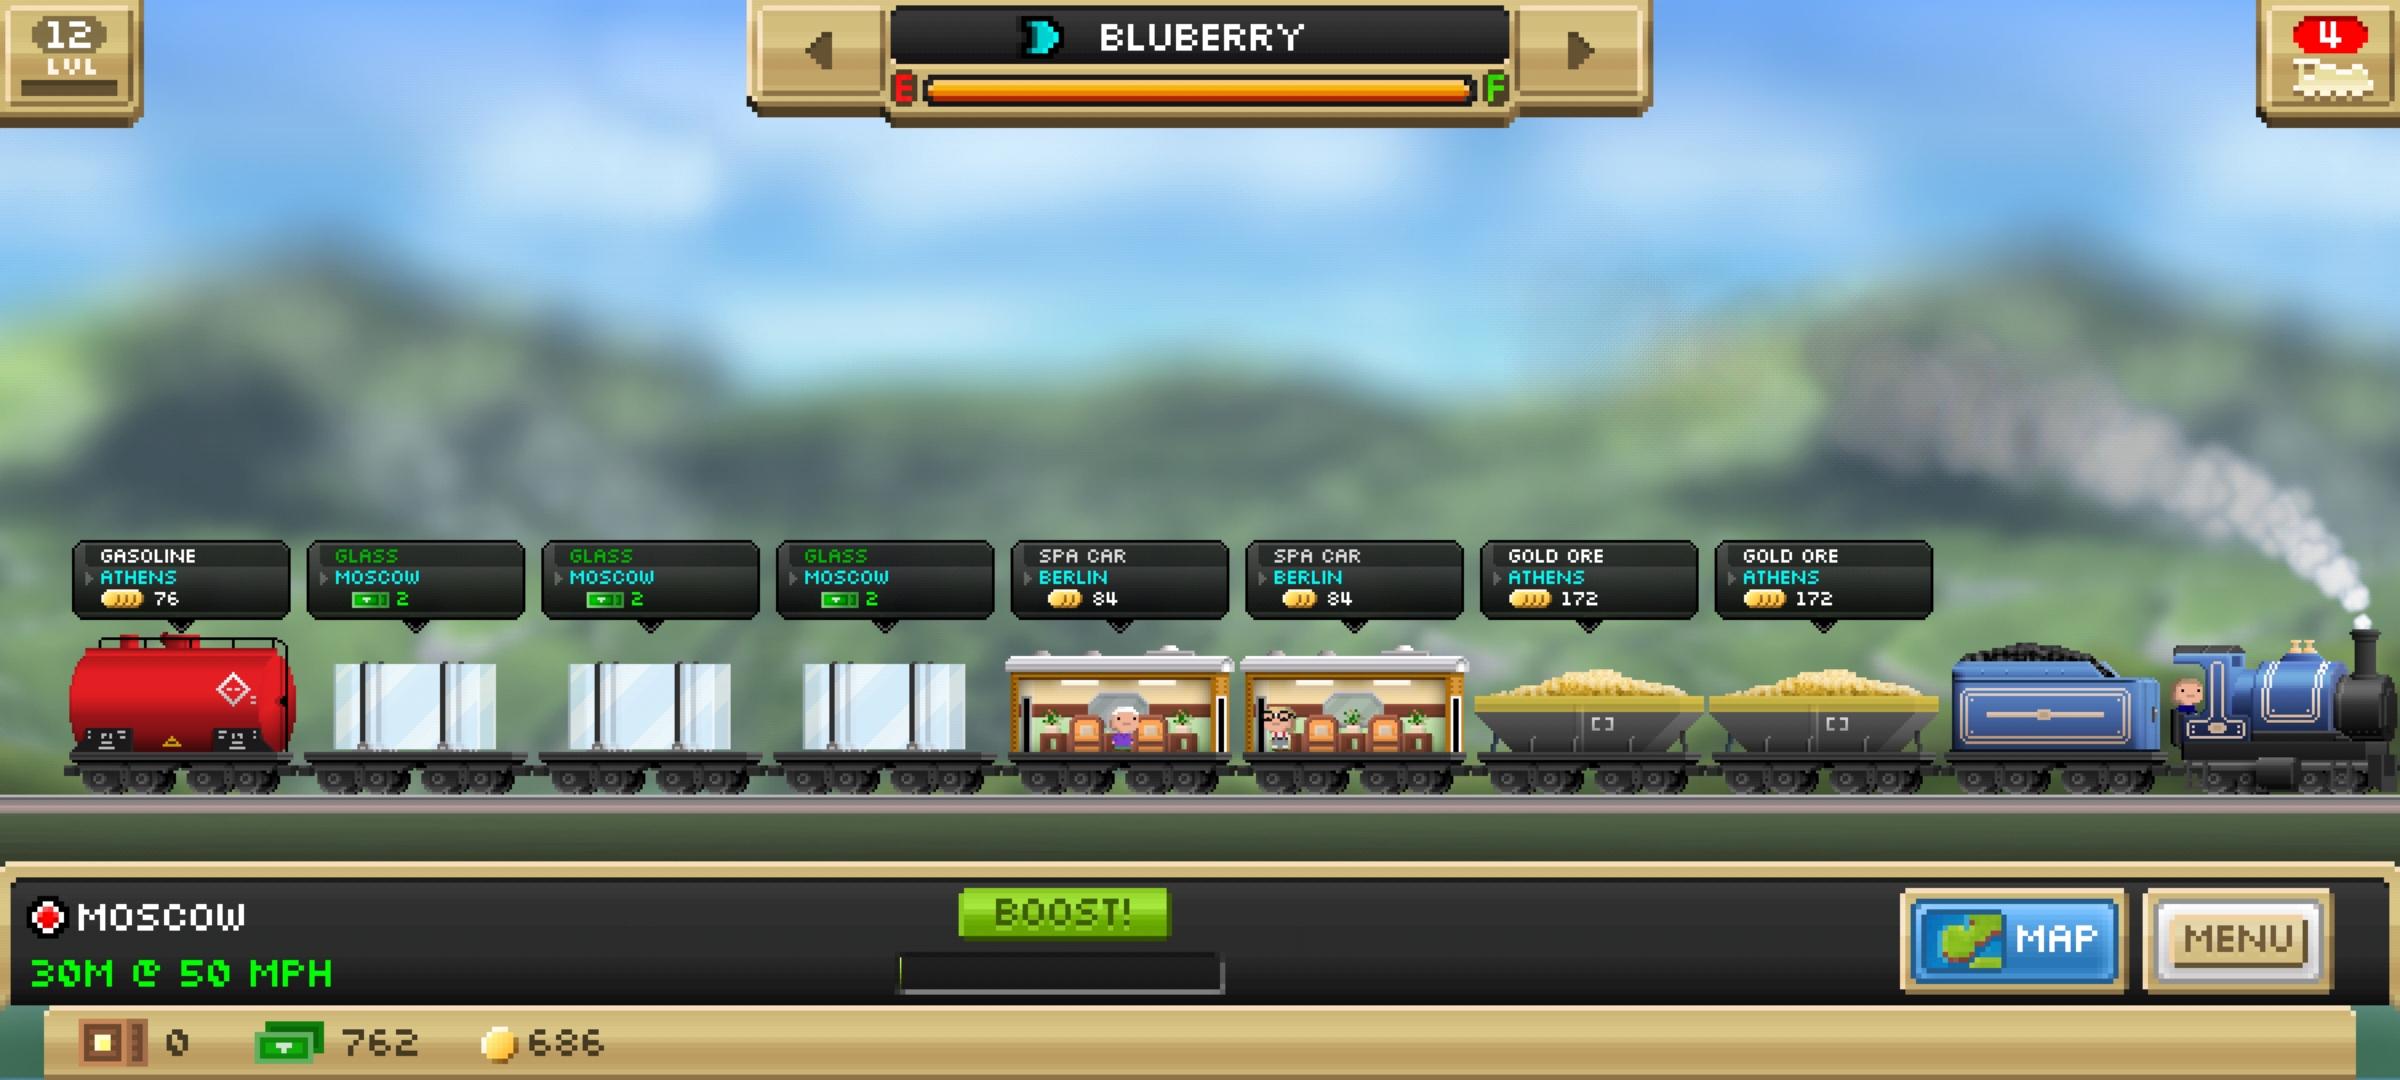 12
LVL
BLUBERRY
E F
4
GASOLINE
ATHENS
76
GLASS
MOSCOW
2
GLASS
MOSCOW
2
GLASS
MOSCOW
2
SPA CAR
BERLIN
84
SPA CAR
BERLIN
84
GOLD ORE
ATHENS
172
GOLD ORE
ATHENS
172
MOSCOW
30M @ 50 MPH
BOOST!
MAP
MENU
0 762 686